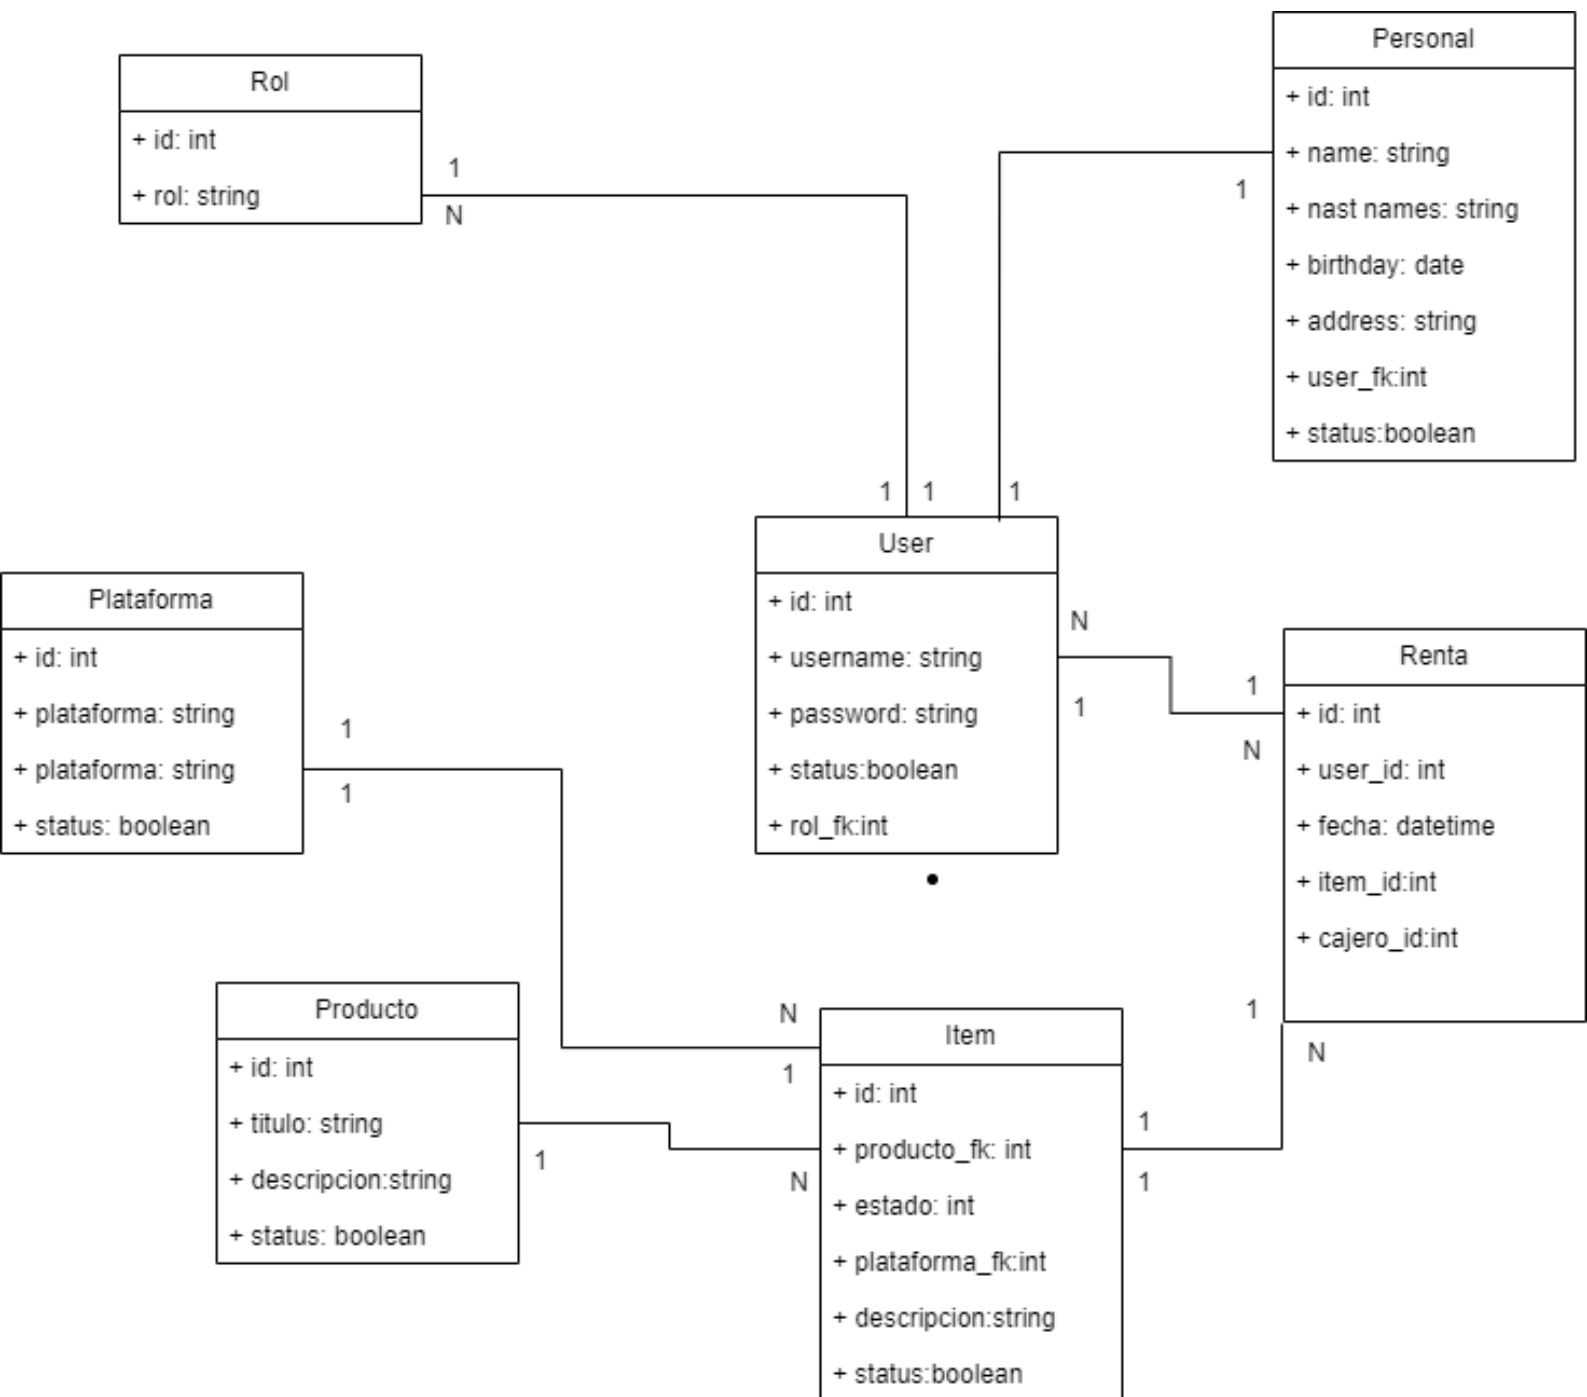 Rol
+ id: int
+ rol: string
1
N
Personal
+ id: int
+ name: string
+ nast names: string
+ birthday: date
+ address: string
+ user_fk:int
+ status:boolean
1
1
1
1
User
+ id: int
+ username: string
+ password: string
+ status:boolean
+ rol_fk:int
N
1
1
N
Renta
+ id: int
+ user_id: int
+ fecha: datetime
+ item_id:int
+ cajero_id:int
1
N
Plataforma
+ id: int
+ plataforma: string
+ plataforma: string
+ status: boolean
1
1
Producto
+ id: int
+ titulo: string
+ descripcion:string
+ status: boolean
1
N
1
N
Item
+ id: int
+ producto_fk: int
+ estado: int
+ plataforma_fk:int
+ descripcion:string
+ status:boolean
1
1